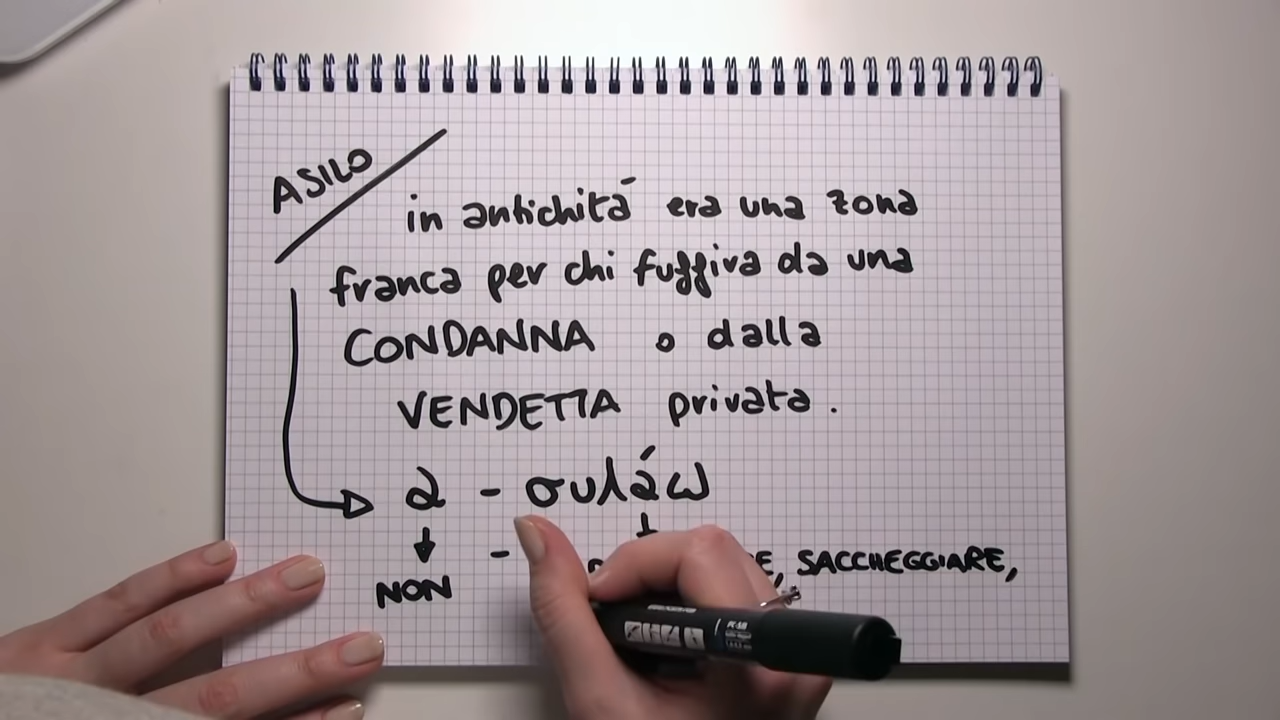 ASILO
in antichità era una zona
franca per chi fuggiva da una
CONDANNA o dalla
VENDETTA privata.
a - συλάω
NON - SACCHEGGIARE,